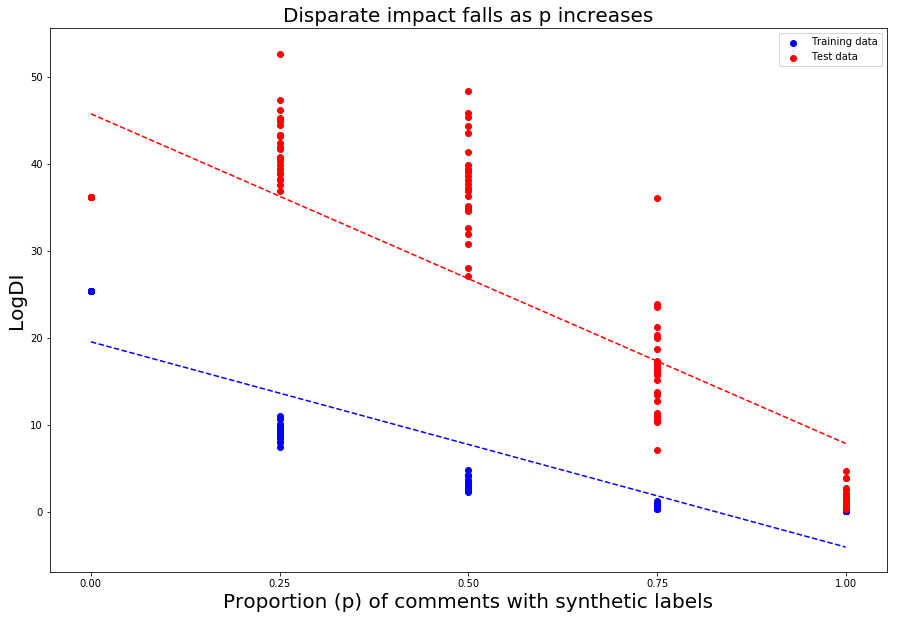 Disparate impact falls as p increases
Training data
Test data
50
40
30
20
10
0
LogDI
0.00 0.25 0.50 0.75 1.00
Proportion (p) of comments with synthetic labels